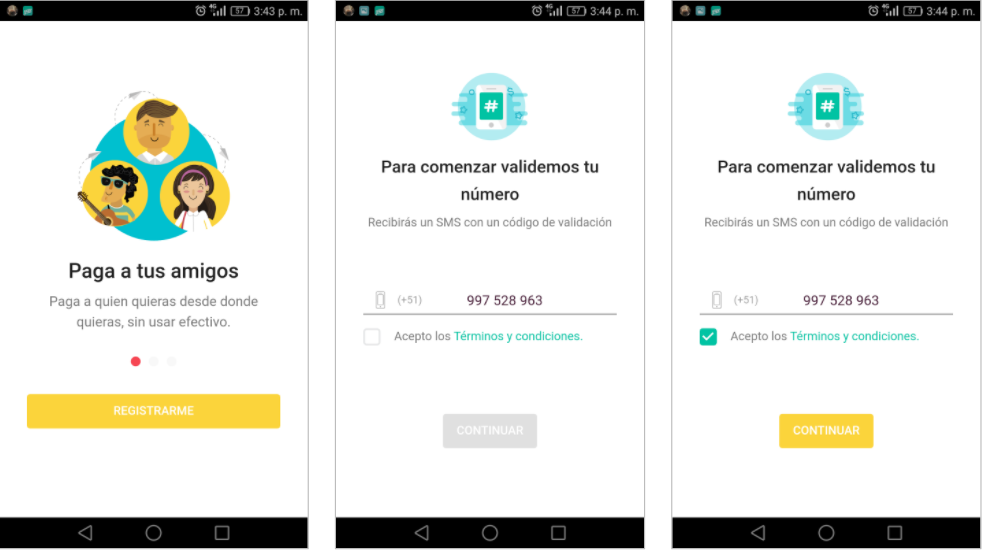 4G 57 3:43 p. m.
Paga a tus amigos
Paga a quien quieras desde donde
quieras, sin usar efectivo.
REGISTRARME
4G 57 3:44 p. m.
#
Para comenzar validemos tu
número
Recibirás un SMS con un código de validación
(+51) 997 528 963
Acepto los Términos y condiciones.
CONTINUAR
4G 57 3:44 p. m.
#
Para comenzar validemos tu
número
Recibirás un SMS con un código de validación
(+51) 997 528 963
Acepto los Términos y condiciones.
CONTINUAR